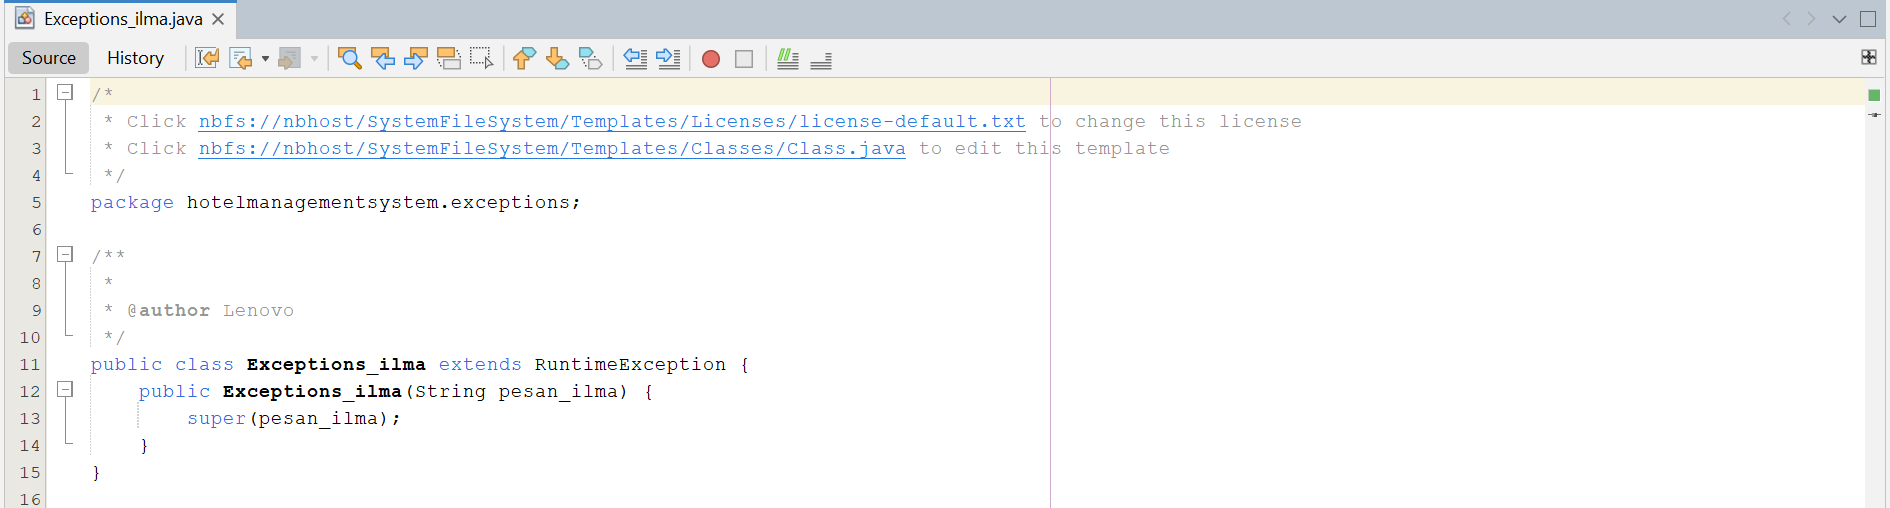 Exceptions_ilma.java
Source History
1 /*
2 * Click nbfs://nbhost/SystemFileSystem/Templates/Licenses/license-default.txt to change this license
3 * Click nbfs://nbhost/SystemFileSystem/Templates/Classes/Class.java to edit this template
4 */
5 package hotelmanagementsystem.exceptions;
6
7 /**
8 *
9 * @author Lenovo
10 */
11 public class Exceptions_ilma extends RuntimeException {
12 public Exceptions_ilma(String pesan_ilma) {
13 super(pesan_ilma);
14 }
15 }
16